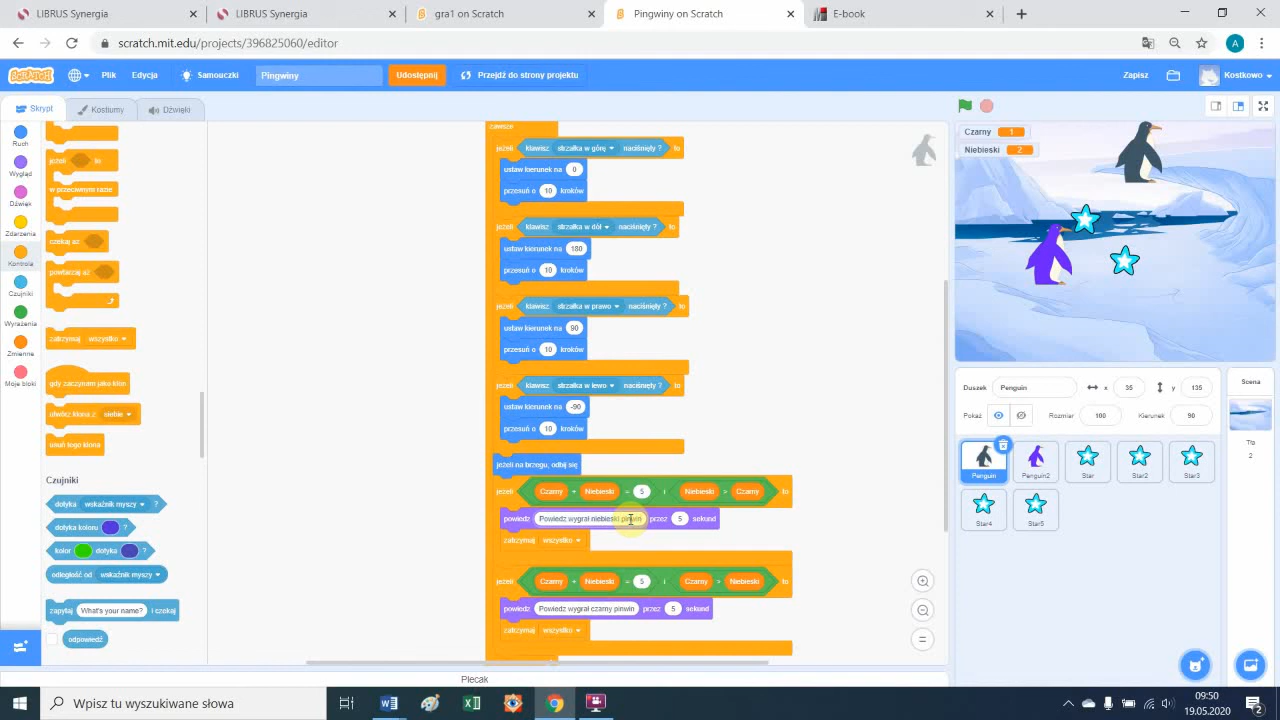 LIBRUS Synergia
LIBRUS Synergia
gra1 on Scratch
Pingwiny on Scratch
E-book
scratch.mit.edu/projects/396825060/editor
A
SCRATCH
Plik
Edycja
Samouczki
Pingwiny
Udostępnij
Przejdź do strony projektu
Zapisz
Kostkowo
Skrypt
Kostiumy
Dźwięki
Ruch
Wygląd
Dźwięk
Zdarzenia
Kontrola
Czujniki
Wyrażenia
Zmienne
Moje bloki
jeżeli to
w przeciwnym razie
czekaj aż
powtarzaj aż
zatrzymaj wszystko
gdy zaczynam jako klon
utwórz klona z siebie
usuń tego klona
Czujniki
dotyka wskaźnik myszy ?
dotyka koloru ?
kolor dotyka ?
odległość od wskaźnik myszy
zapytaj What's your name? i czekaj
odpowiedź
zawsze
jeżeli klawisz strzałka w górę naciśnięty ? to
ustaw kierunek na 0
przesuń o 10 kroków
jeżeli klawisz strzałka w dół naciśnięty ? to
ustaw kierunek na 180
przesuń o 10 kroków
jeżeli klawisz strzałka w prawo naciśnięty ? to
ustaw kierunek na 90
przesuń o 10 kroków
jeżeli klawisz strzałka w lewo naciśnięty ? to
ustaw kierunek na -90
przesuń o 10 kroków
jeżeli na brzegu, odbij się
jeżeli Czarny + Niebieski = 5 i Niebieski > Czarny to
powiedz Powiedz wygrał niebieski pinwin przez 5 sekund
zatrzymaj wszystko
jeżeli Czarny + Niebieski = 5 i Czarny > Niebieski to
powiedz Powiedz wygrał czarny pinwin przez 5 sekund
zatrzymaj wszystko
Czarny 1
Niebieski 2
Duszek Penguin x 35 y 135
Pokaż Rozmiar 100 Kierunek 90
Scena
Tła
2
Penguin
Penguin2
Star
Star2
Star3
Star4
Star5
Plecak
Wpisz tu wyszukiwane słowa
09:50
19.05.2020
2